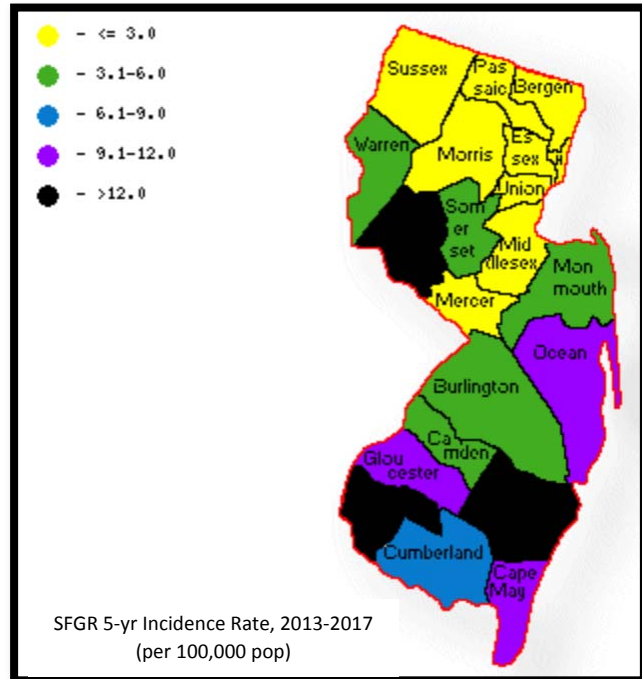 - <= 3.0
- 3.1-6.0
- 6.1-9.0
- 9.1-12.0
- >12.0
Sussex
Pas
saic
Bergen
Warren
Morris
Es
sex
H
Union
Som
er
set
Mid
dlesex
Mon
mouth
Mercer
Ocean
Burlington
Ca
mden
Glou
cester
Cumberland
Cape
May
SFGR 5-yr Incidence Rate, 2013-2017
(per 100,000 pop)